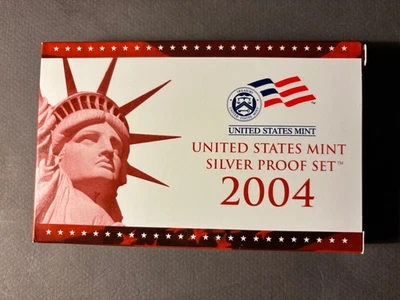 UNITED STATES MINT
UNITED STATES MINT
SILVER PROOF SET™
2004